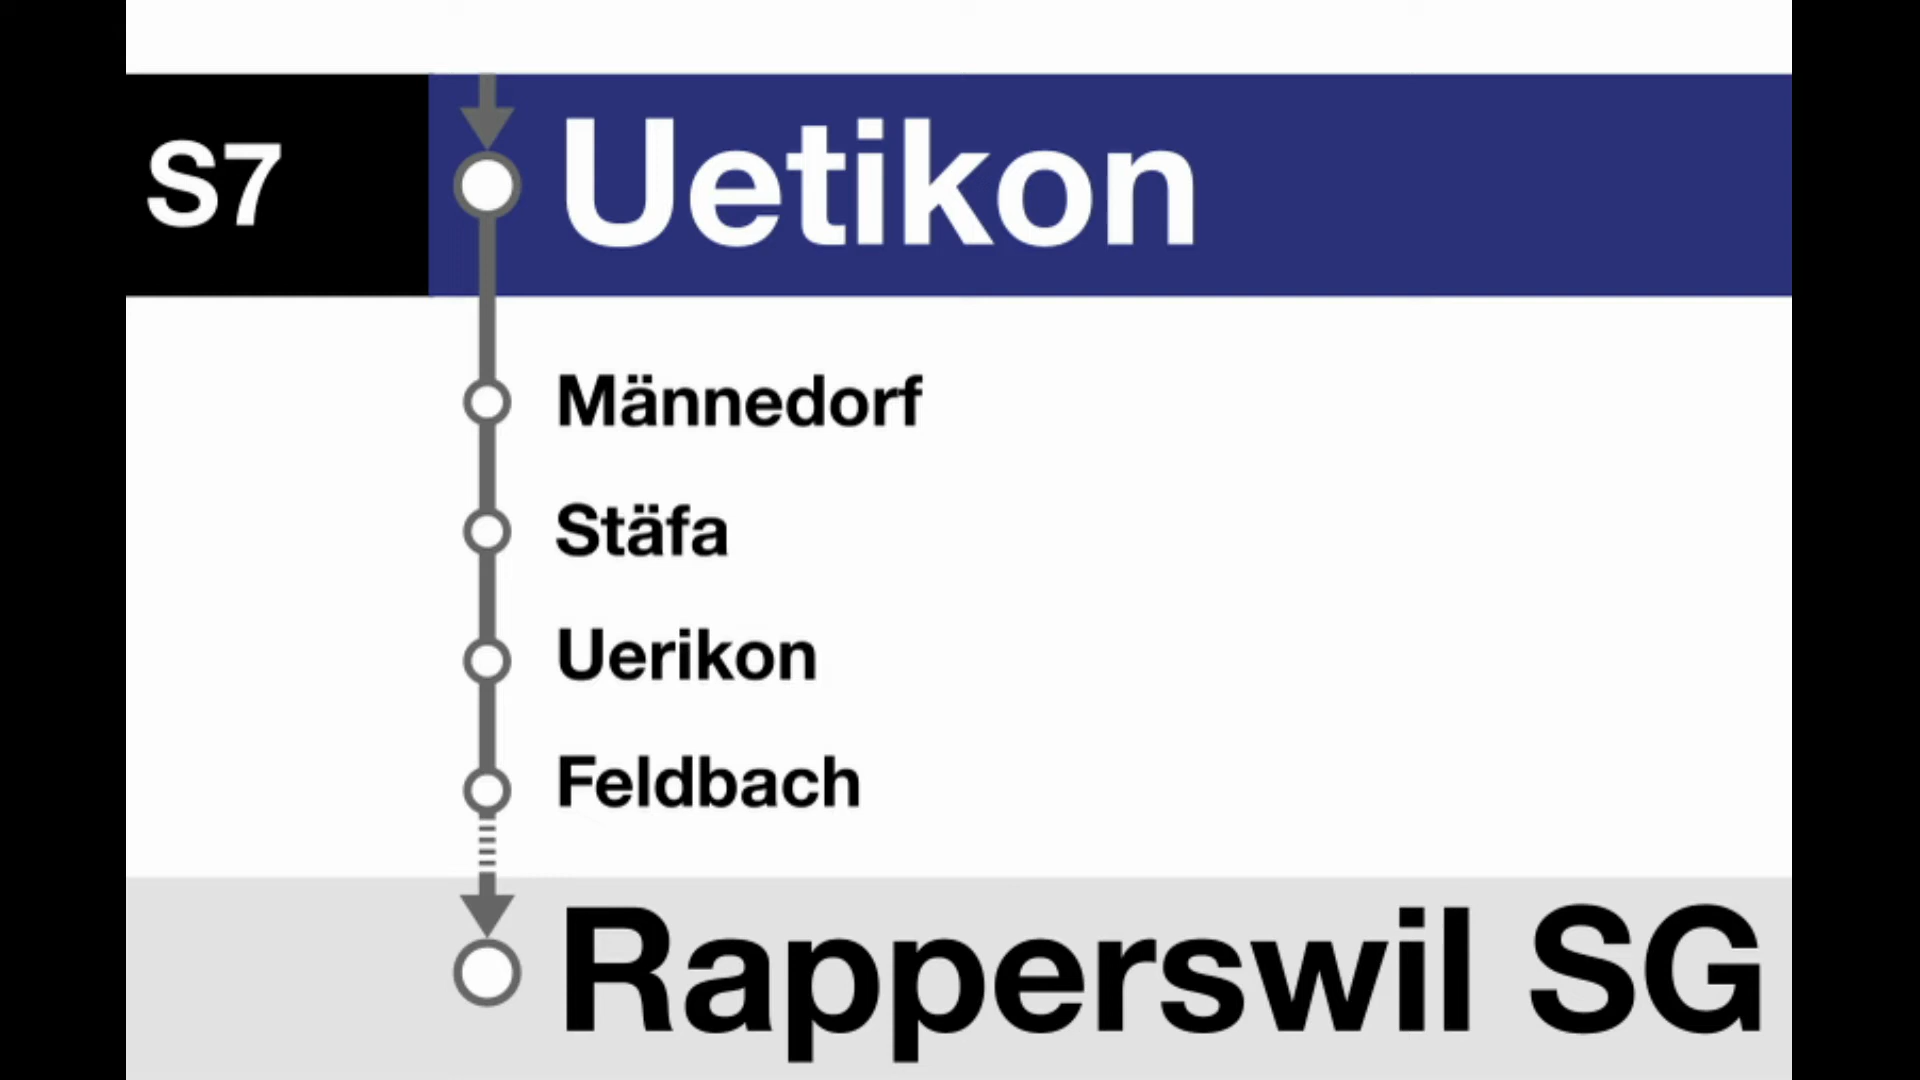 S7
Uetikon
Männedorf
Stäfa
Uerikon
Feldbach
Rapperswil SG